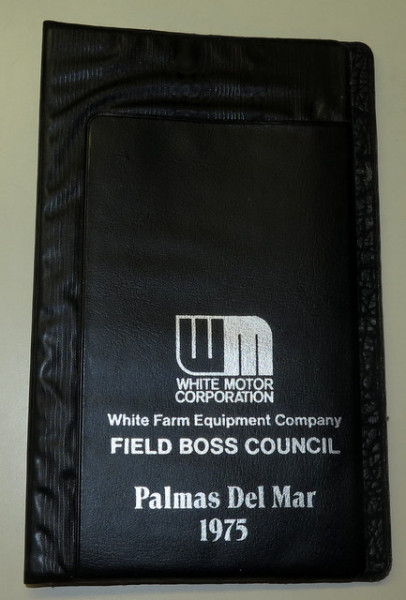 WM
WHITE MOTOR
CORPORATION
White Farm Equipment Company
FIELD BOSS COUNCIL
Palmas Del Mar
1975